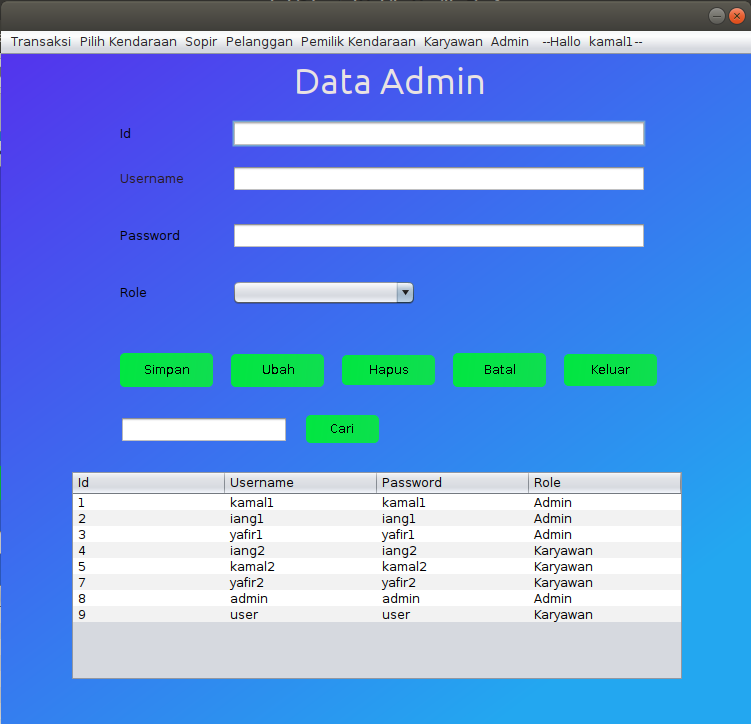 Transaksi Pilih Kendaraan Sopir Pelanggan Pemilik Kendaraan Karyawan Admin --Hallo kamal1--
Data Admin
Id
Username
Password
Role
Simpan Ubah Hapus Batal Keluar
Cari
Id Username Password Role
1 kamal1 kamal1 Admin
2 iang1 iang1 Admin
3 yafir1 yafir1 Admin
4 iang2 iang2 Karyawan
5 kamal2 kamal2 Karyawan
7 yafir2 yafir2 Karyawan
8 admin admin Admin
9 user user Karyawan